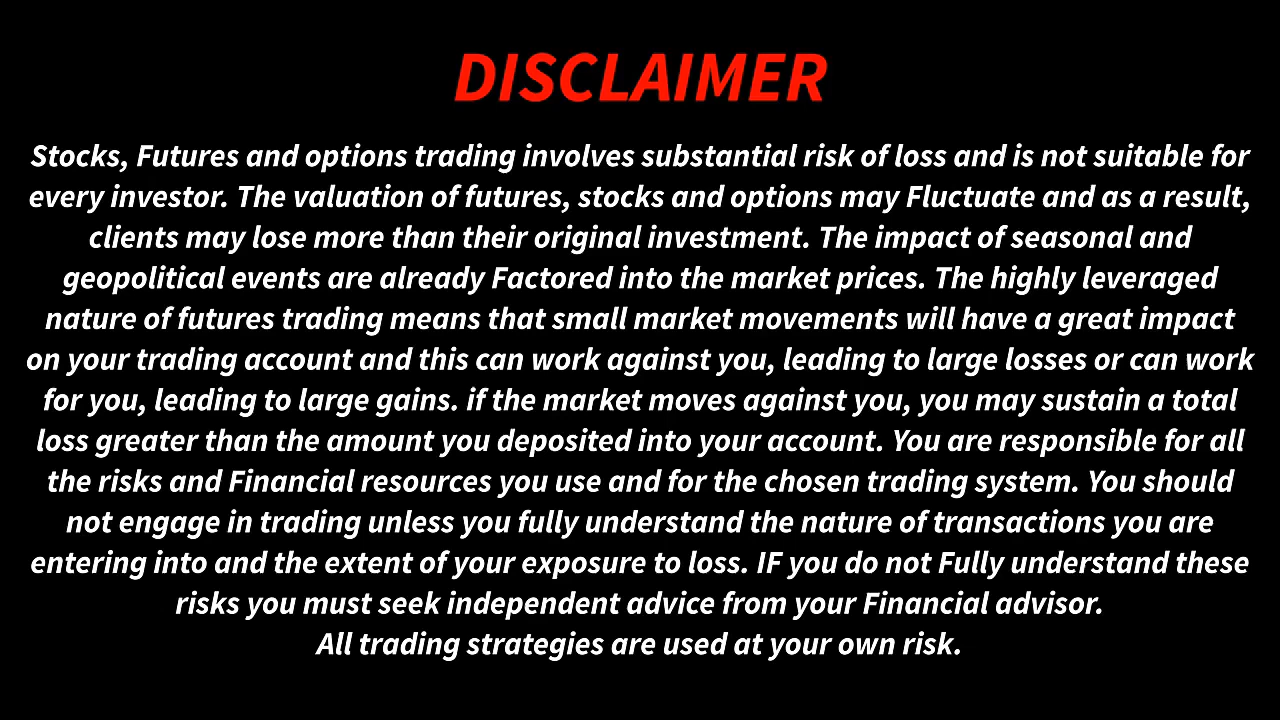 DISCLAIMER
Stocks, Futures and options trading involves substantial risk of loss and is not suitable for
every investor. The valuation of futures, stocks and options may Fluctuate and as a result,
clients may lose more than their original investment. The impact of seasonal and
geopolitical events are already Factored into the market prices. The highly leveraged
nature of futures trading means that small market movements will have a great impact
on your trading account and this can work against you, leading to large losses or can work
for you, leading to large gains. if the market moves against you, you may sustain a total
loss greater than the amount you deposited into your account. You are responsible for all
the risks and Financial resources you use and for the chosen trading system. You should
not engage in trading unless you fully understand the nature of transactions you are
entering into and the extent of your exposure to loss. IF you do not Fully understand these
risks you must seek independent advice from your Financial advisor.
All trading strategies are used at your own risk.